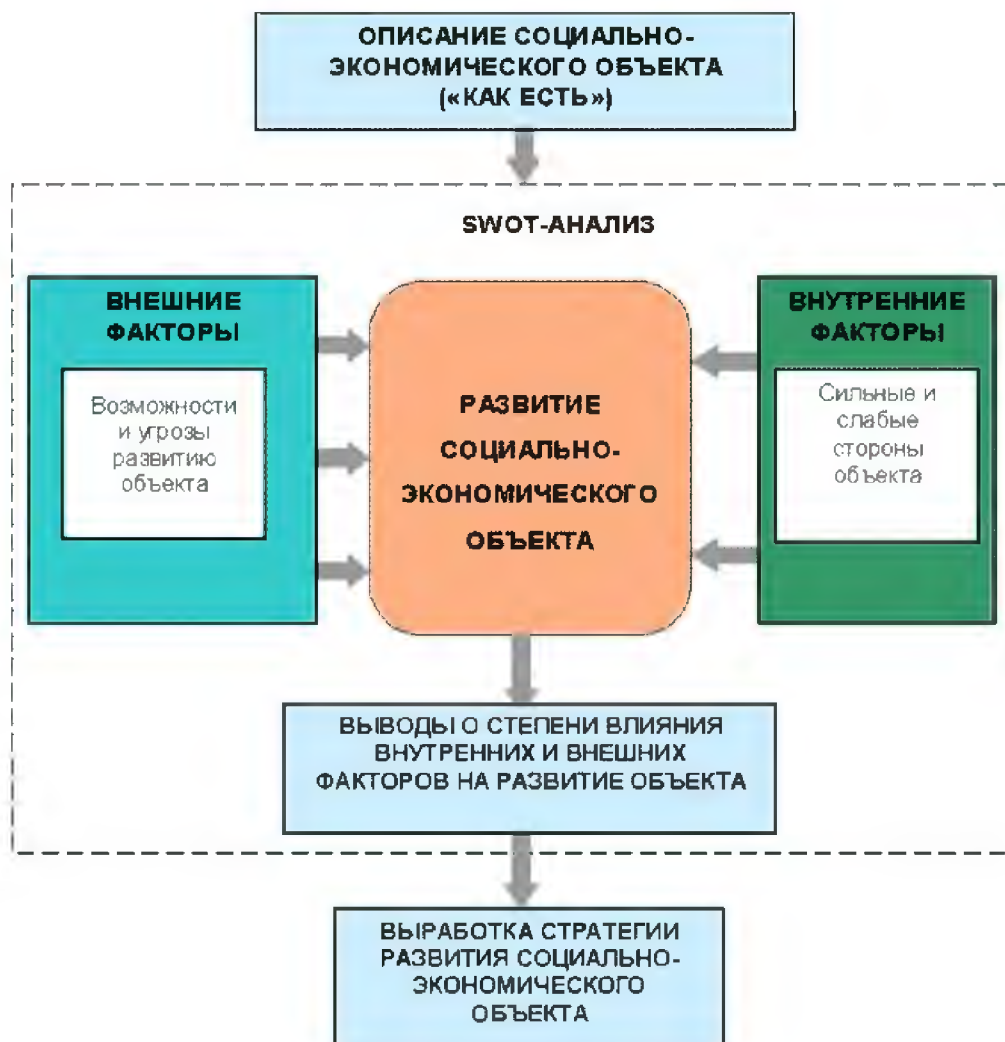 ОПИСАНИЕ СОЦИАЛЬНО-
ЭКОНОМИЧЕСКОГО ОБЪЕКТА
(«КАК ЕСТЬ»)
SWOT-АНАЛИЗ
ВНЕШНИЕ
ФАКТОРЫ
Возможности
и угрозы
развитию
объекта
РАЗВИТИЕ
СОЦИАЛЬНО-
ЭКОНОМИЧЕСКОГО
ОБЪЕКТА
ВНУТРЕННИЕ
ФАКТОРЫ
Сильные и
слабые
стороны
объекта
ВЫВОДЫ О СТЕПЕНИ ВЛИЯНИЯ
ВНУТРЕННИХ И ВНЕШНИХ
ФАКТОРОВ НА РАЗВИТИЕ ОБЪЕКТА
ВЫРАБОТКА СТРАТЕГИИ
РАЗВИТИЯ СОЦИАЛЬНО-
ЭКОНОМИЧЕСКОГО
ОБЪЕКТА